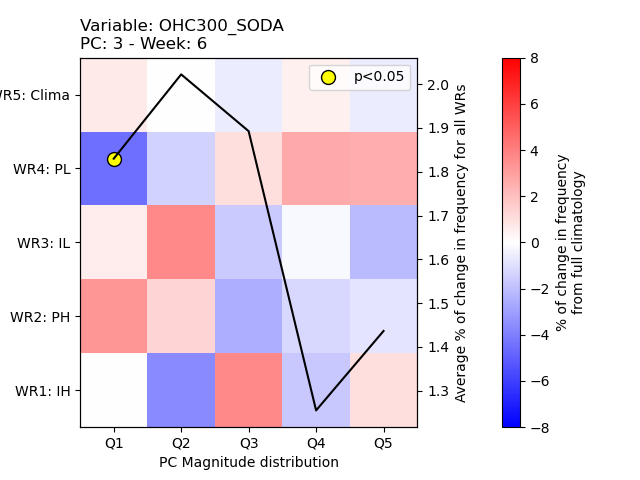 Variable: OHC300_SODA
PC: 3 - Week: 6
p<0.05
WR5: Clima
WR4: PL
WR3: IL
WR2: PH
WR1: IH
Q1 Q2 Q3 Q4 Q5
PC Magnitude distribution
2.0
1.9
1.8
1.7
1.6
1.5
1.4
1.3
Average % of change in frequency for all WRs
8
6
4
2
0
−2
−4
−6
−8
% of change in frequency
from full climatology